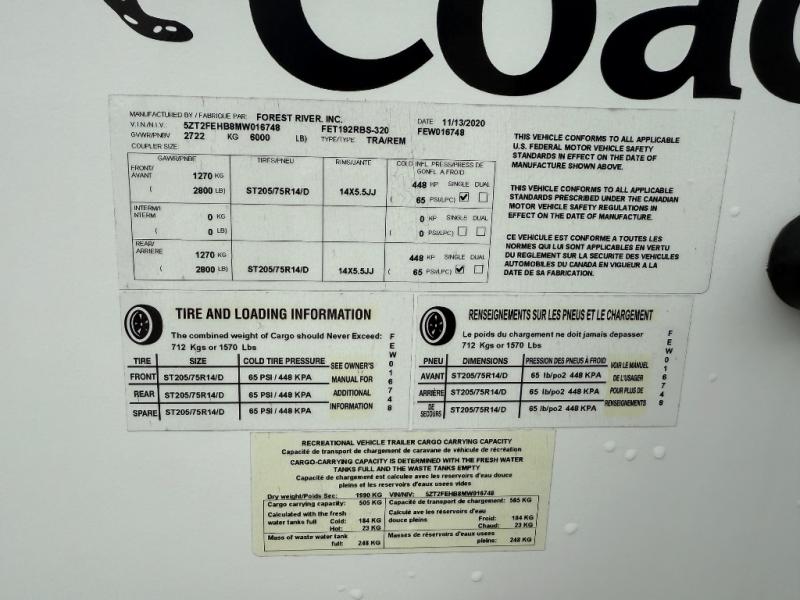 Coac
MANUFACTURED BY / FABRIQUE PAR: FOREST RIVER, INC. DATE 11/13/2020
V.I.N./N.I.V. 5ZT2FEHB8MW016748 FET192RBS-320 FEW016748
GVWR/PNBV 2722 KG 6000 LB) TYPE/TYPE TRA/REM
COUPLER SIZE:
GAWR/PNBE TIRES/PNEU RIMS/JANTE COLD INFL. PRESS/PRESS DE GONFL A FROID
FRONT/ AVANT 1270 KG 448 KP SINGLE DUAL
( 2800 LB) ST205/75R14/D 14X5.5JJ ( 65 PSI/LPC)
INTERM/ INTERM 0 KG 0 KP SINGLE DUAL
( 0 LB) ( 0 PSI/LPC)
REAR/ ARRIERE 1270 KG 448 KP SINGLE DUAL
( 2800 LB) ST205/75R14/D 14X5.5JJ ( 65 PSI/LPC)
THIS VEHICLE CONFORMS TO ALL APPLICABLE
U.S. FEDERAL MOTOR VEHICLE SAFETY
STANDARDS IN EFFECT ON THE DATE OF
MANUFACTURE SHOWN ABOVE.
THIS VEHICLE CONFORMS TO ALL APPLICABLE
STANDARDS PRESCRIBED UNDER THE CANADIAN
MOTOR VEHICLE SAFETY REGULATIONS IN
EFFECT ON THE DATE OF MANUFACTURE.
CE VEHICULE EST CONFORME A TOUTES LES
NORMES QUI LUI SONT APPLICABLES EN VERTU
DU REGLEMENT SUR LA SECURITE DES VEHICULES
AUTOMOBILES DU CANADA EN VIGUEUR A LA
DATE DE SA FABRICATION.
TIRE AND LOADING INFORMATION
The combined weight of Cargo should Never Exceed:
712 Kgs or 1570 Lbs
TIRE SIZE COLD TIRE PRESSURE
FRONT ST205/75R14/D 65 PSI / 448 KPA
REAR ST205/75R14/D 65 PSI / 448 KPA
SPARE ST205/75R14/D 65 PSI / 448 KPA
SEE OWNER'S
MANUAL FOR
ADDITIONAL
INFORMATION
FEW016748
RENSEIGNEMENTS SUR LES PNEUS ET LE CHARGEMENT
Le poids du chargement ne doit jamais depasser
712 Kgs or 1570 Lbs
PNEU DIMENSIONS PRESSION DES PNEUS À FROID
AVANT ST205/75R14/D 65 lb/po2 448 KPA
ARRIÈRE ST205/75R14/D 65 lb/po2 448 KPA
DE SECOURS ST205/75R14/D 65 lb/po2 448 KPA
VOIR LE MANUEL
DE L'USAGER
POUR PLUS DE
RENSEIGNEMENTS
FEW016748
RECREATIONAL VEHICLE TRAILER CARGO CARRYING CAPACITY
Capacité de transport de chargement de caravane de véhicule de récréation
CARGO-CARRYING CAPACITY IS DETERMINED WITH THE FRESH WATER
TANKS FULL AND THE WASTE TANKS EMPTY
Capacité de chargement est calculée avec les reservoirs d'eau douce
pleins et les reservoirs d'eaux usées vides
Dry weight/Poids Sec: 1990 KG VIN/NIV: 5ZT2FEHB8MW016748
Cargo carrying capacity: 505 KG Capacité de transport de chargement: 505 KG
Calculated with the fresh Calculé avec les réservoirs d'eau
water tanks full Cold: 184 KG douce pleins Froid: 184 KG
Hot: 23 KG Chaud: 23 KG
Mass of waste water tank full: 248 KG Masses de réservoirs d'eaux usées pleins: 248 KG